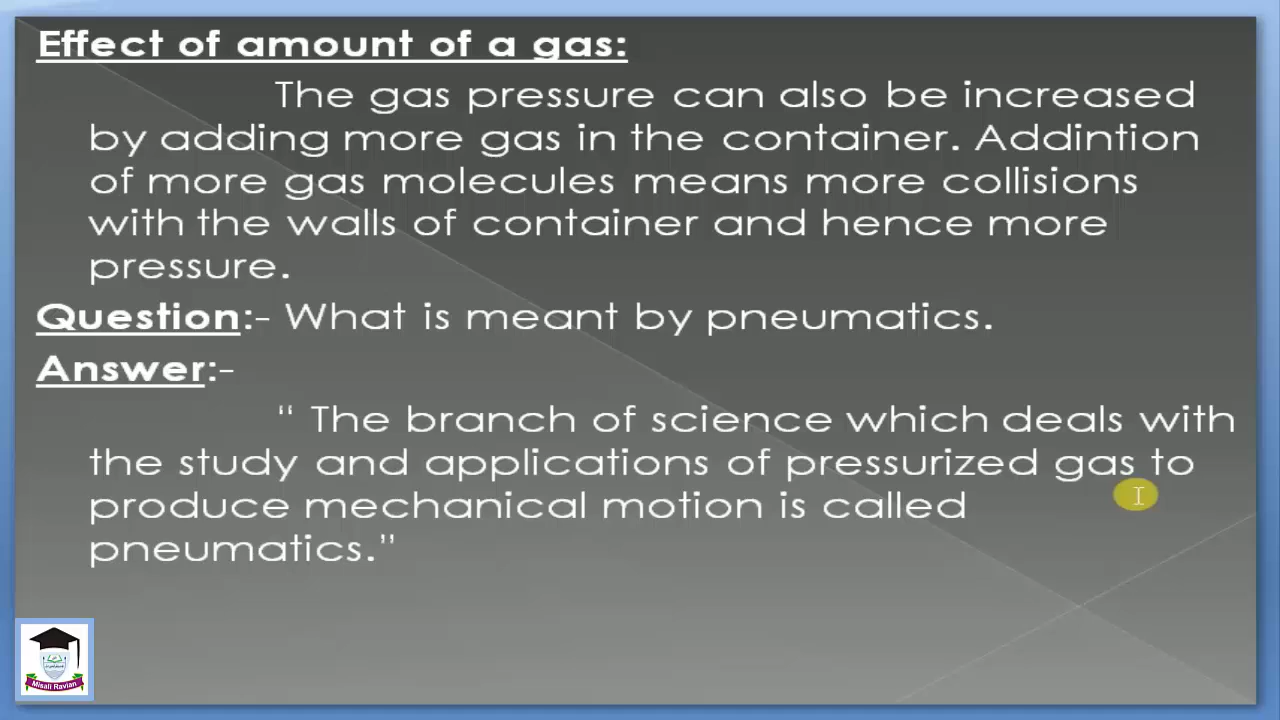 Effect of amount of a gas:
The gas pressure can also be increased
by adding more gas in the container. Addintion
of more gas molecules means more collisions
with the walls of container and hence more
pressure.
Question:- What is meant by pneumatics.
Answer:-
“ The branch of science which deals with
the study and applications of pressurized gas to
produce mechanical motion is called
pneumatics.”
Misali Ravian